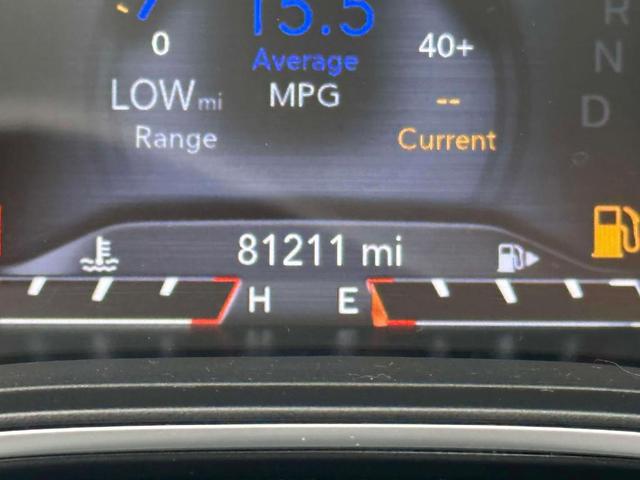 15.5
0
Average
40+
LOW mi
MPG
--
Range
Current
R
N
D
81211 mi
H
E